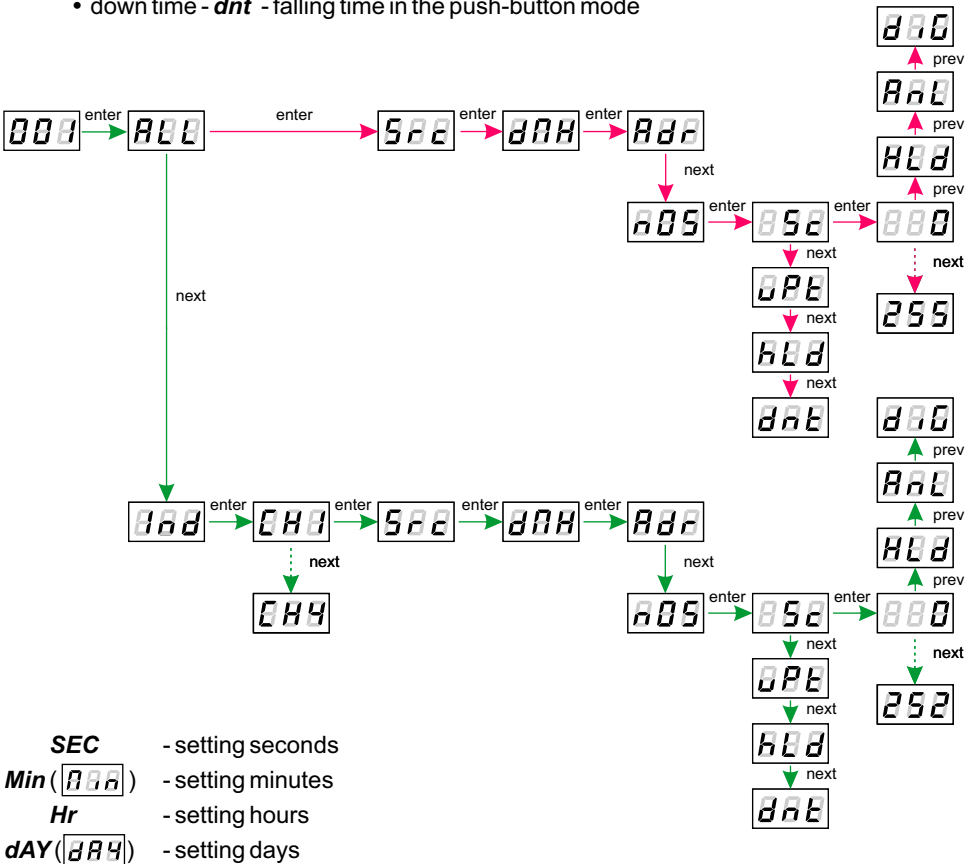 • down time - dnt - falling time in the push-button mode
diG
prev
AnL
prev
HLd
prev
001 enter ALL enter Src enter dMH enter Adr
next
nOS enter Sc enter 0
next next
uPt 255
next
hLd
next
dnt
next
diG
prev
AnL
prev
HLd
prev
Ind enter CH1 enter Src enter dMH enter Adr
next next
CH4 nOS enter Sc enter 0
next next
uPt 252
next
hLd
next
dnt
SEC - setting seconds
Min (Min) - setting minutes
Hr - setting hours
dAY (dAY) - setting days